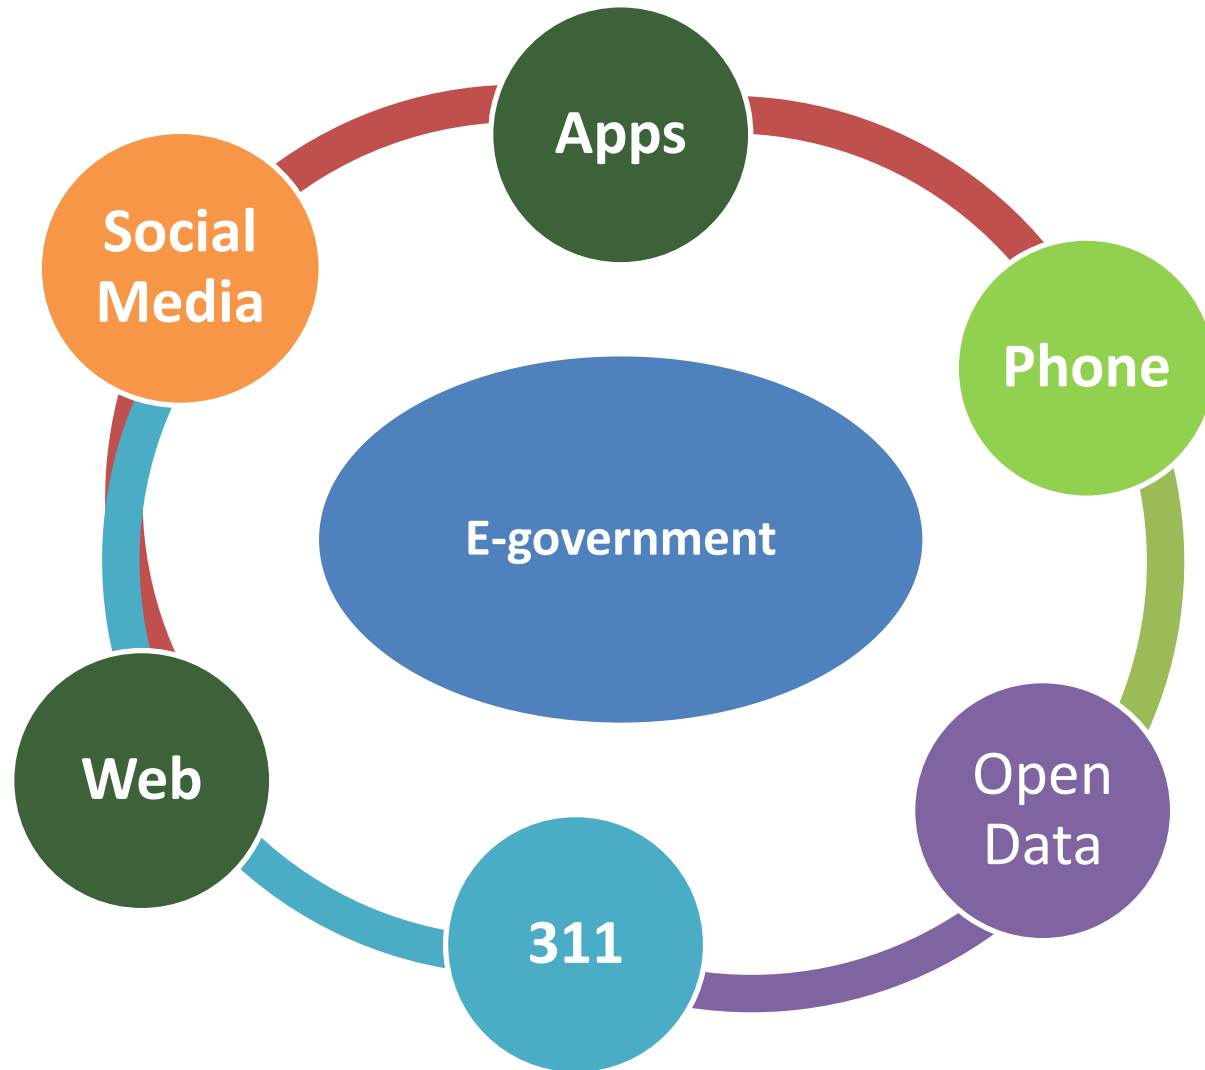 Apps
Social
Media
Phone
E-government
Open
Data
Web
311